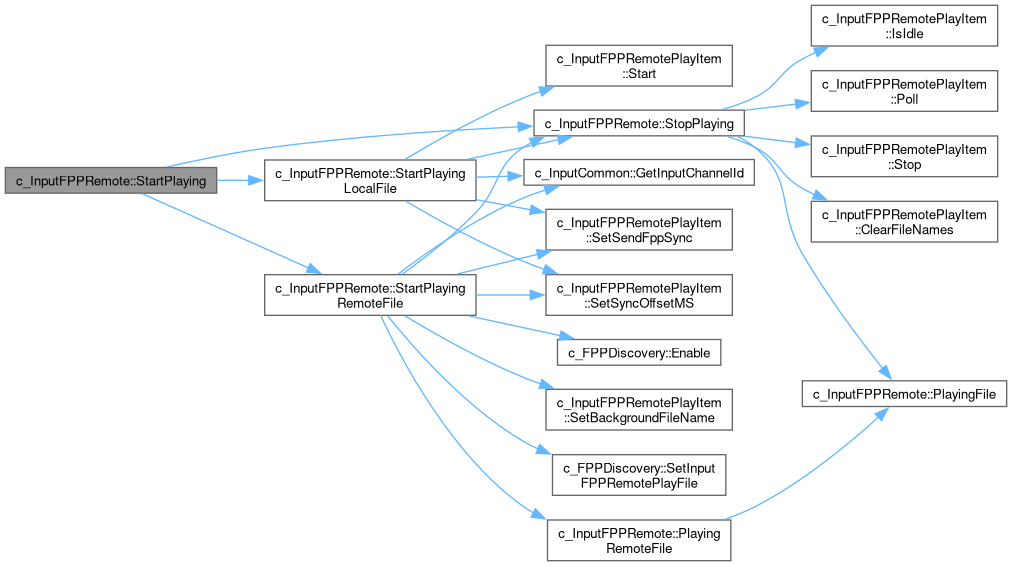 c_InputFPPRemote::StartPlaying
c_InputFPPRemote::StartPlaying
LocalFile
c_InputFPPRemote::StartPlaying
RemoteFile
c_InputFPPRemotePlayItem
::Start
c_InputFPPRemote::StopPlaying
c_InputCommon::GetInputChannelId
c_InputFPPRemotePlayItem
::SetSendFppSync
c_InputFPPRemotePlayItem
::SetSyncOffsetMS
c_FPPDiscovery::Enable
c_InputFPPRemotePlayItem
::SetBackgroundFileName
c_FPPDiscovery::SetInput
FPPRemotePlayFile
c_InputFPPRemote::Playing
RemoteFile
c_InputFPPRemotePlayItem
::IsIdle
c_InputFPPRemotePlayItem
::Poll
c_InputFPPRemotePlayItem
::Stop
c_InputFPPRemotePlayItem
::ClearFileNames
c_InputFPPRemote::PlayingFile